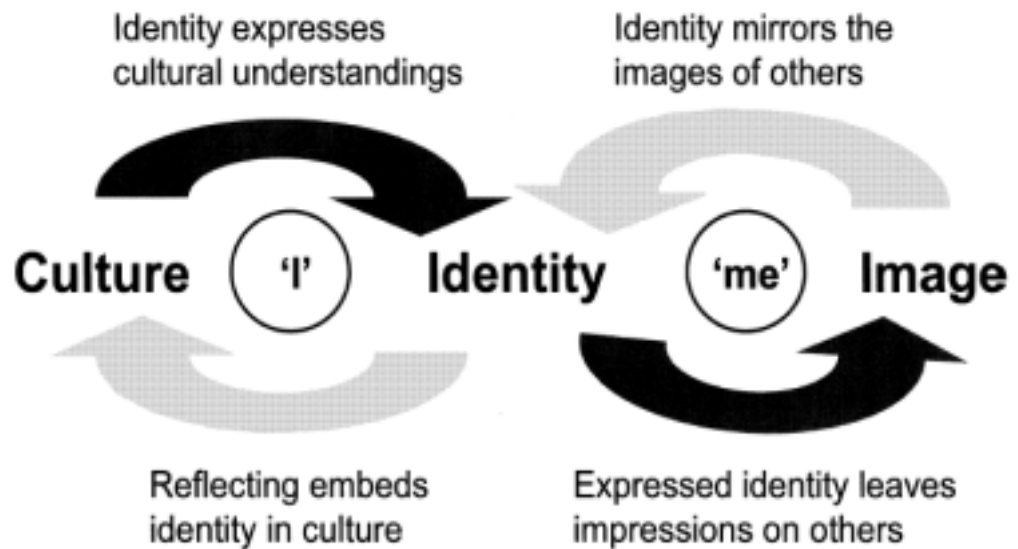 Identity expresses
cultural understandings
Identity mirrors the
images of others
Culture
‘I’
Identity
‘me’
Image
Reflecting embeds
identity in culture
Expressed identity leaves
impressions on others